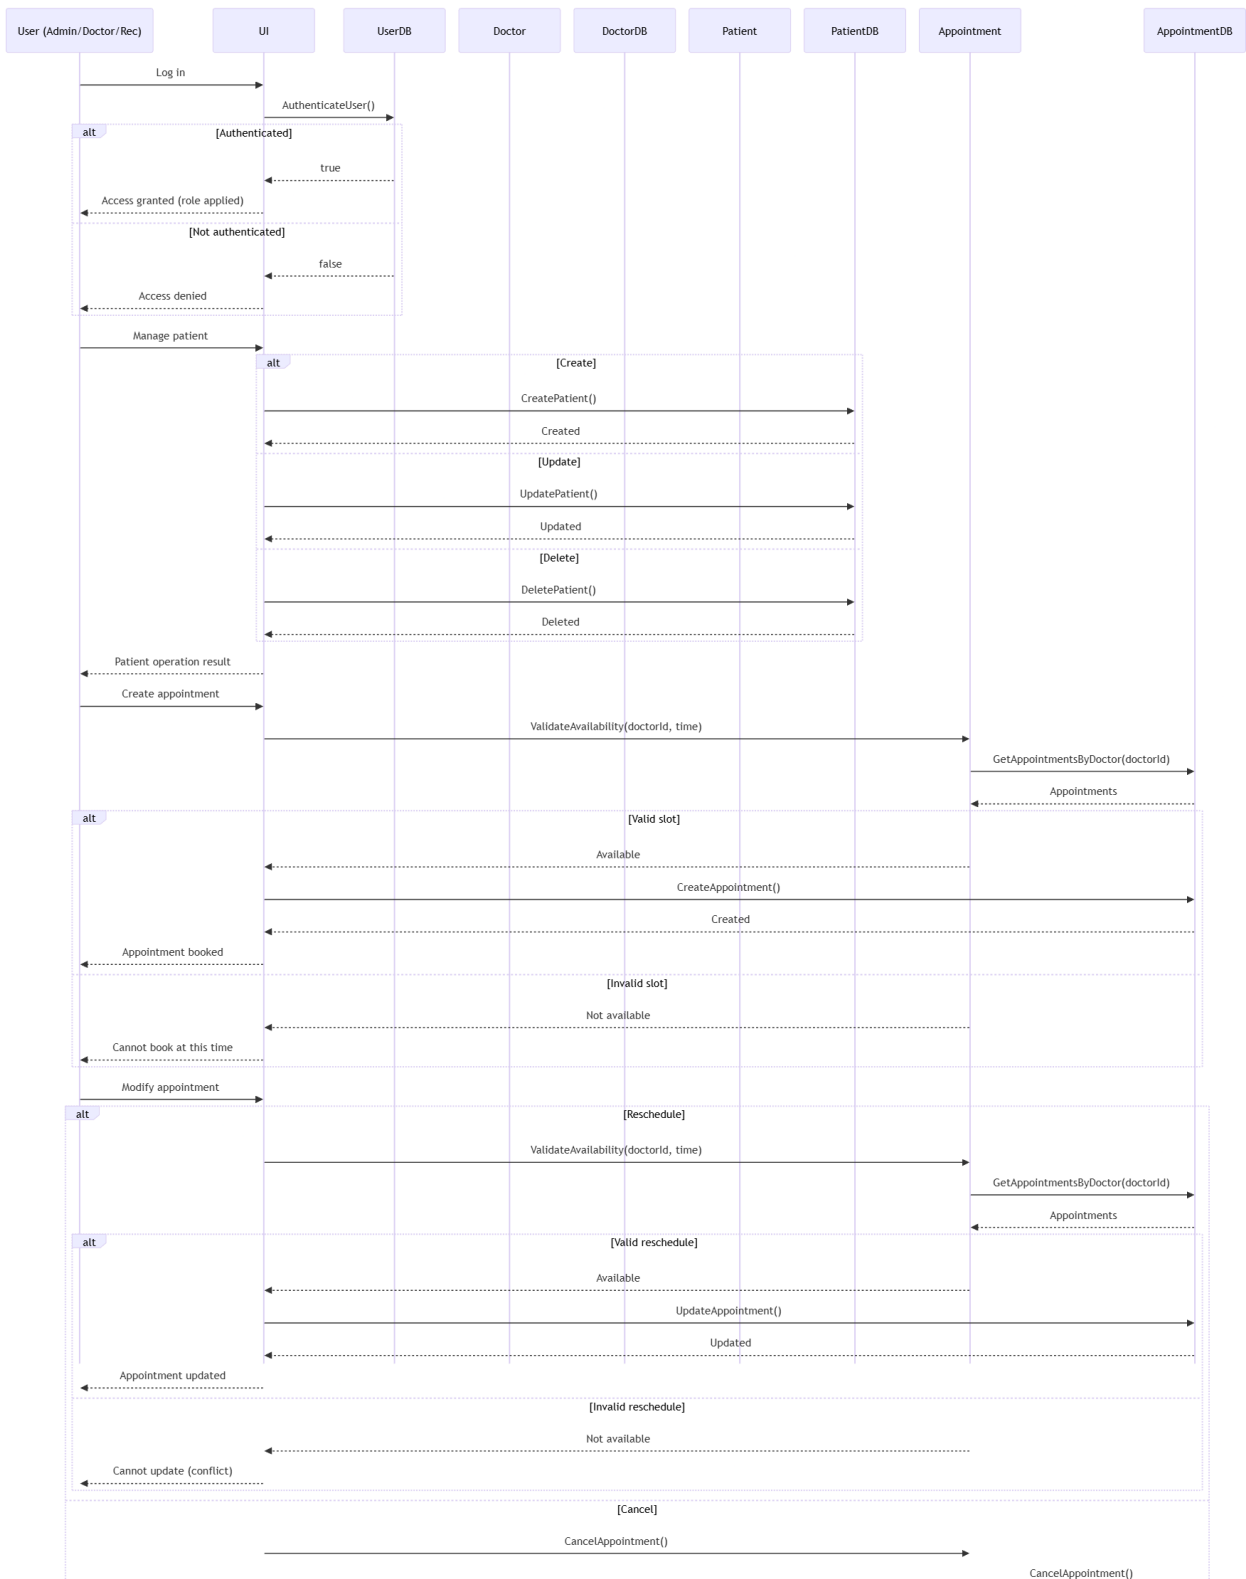 User (Admin/Doctor/Rec)
UI
UserDB
Doctor
DoctorDB
Patient
PatientDB
Appointment
AppointmentDB
Log in
AuthenticateUser()
alt
[Authenticated]
true
Access granted (role applied)
[Not authenticated]
false
Access denied
Manage patient
alt
[Create]
CreatePatient()
Created
[Update]
UpdatePatient()
Updated
[Delete]
DeletePatient()
Deleted
Patient operation result
Create appointment
ValidateAvailability(doctorId, time)
GetAppointmentsByDoctor(doctorId)
Appointments
alt
[Valid slot]
Available
CreateAppointment()
Created
Appointment booked
[Invalid slot]
Not available
Cannot book at this time
Modify appointment
alt
[Reschedule]
ValidateAvailability(doctorId, time)
GetAppointmentsByDoctor(doctorId)
Appointments
alt
[Valid reschedule]
Available
UpdateAppointment()
Updated
Appointment updated
[Invalid reschedule]
Not available
Cannot update (conflict)
[Cancel]
CancelAppointment()
CancelAppointment()